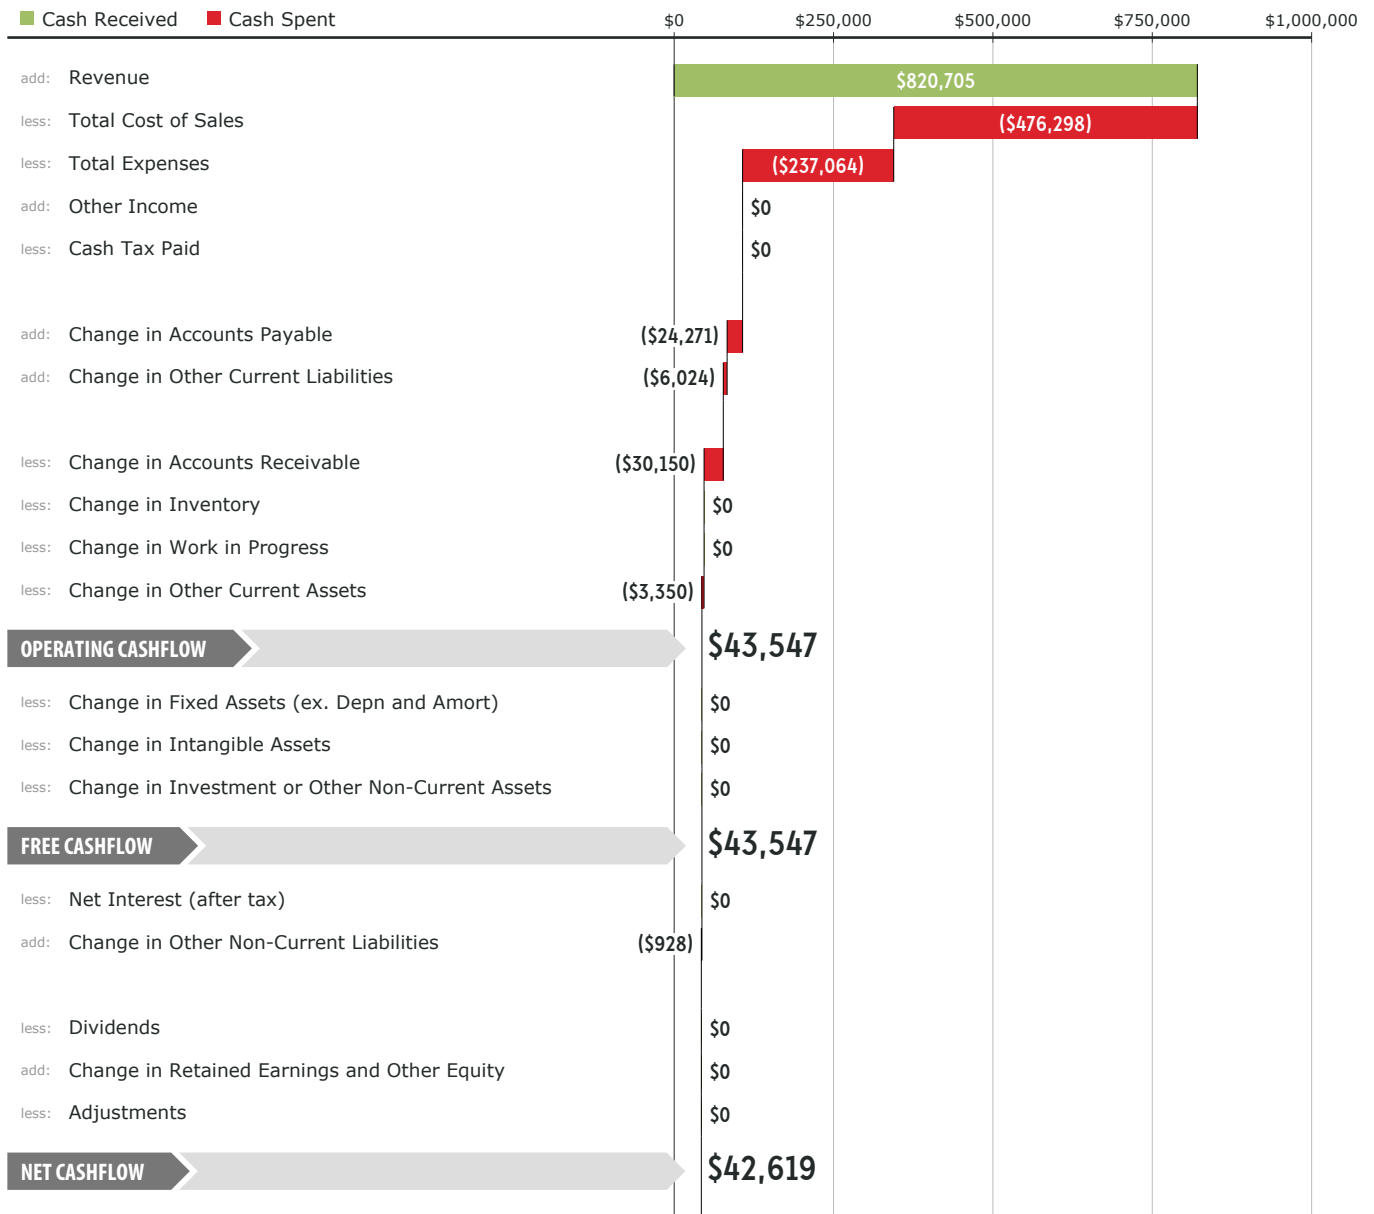 Cash Received Cash Spent $0 $250,000 $500,000 $750,000 $1,000,000
add: Revenue $820,705
less: Total Cost of Sales ($476,298)
less: Total Expenses ($237,064)
add: Other Income $0
less: Cash Tax Paid $0
add: Change in Accounts Payable ($24,271)
add: Change in Other Current Liabilities ($6,024)
less: Change in Accounts Receivable ($30,150)
less: Change in Inventory $0
less: Change in Work in Progress $0
less: Change in Other Current Assets ($3,350)
OPERATING CASHFLOW $43,547
less: Change in Fixed Assets (ex. Depn and Amort) $0
less: Change in Intangible Assets $0
less: Change in Investment or Other Non-Current Assets $0
FREE CASHFLOW $43,547
less: Net Interest (after tax) $0
add: Change in Other Non-Current Liabilities ($928)
less: Dividends $0
add: Change in Retained Earnings and Other Equity $0
less: Adjustments $0
NET CASHFLOW $42,619